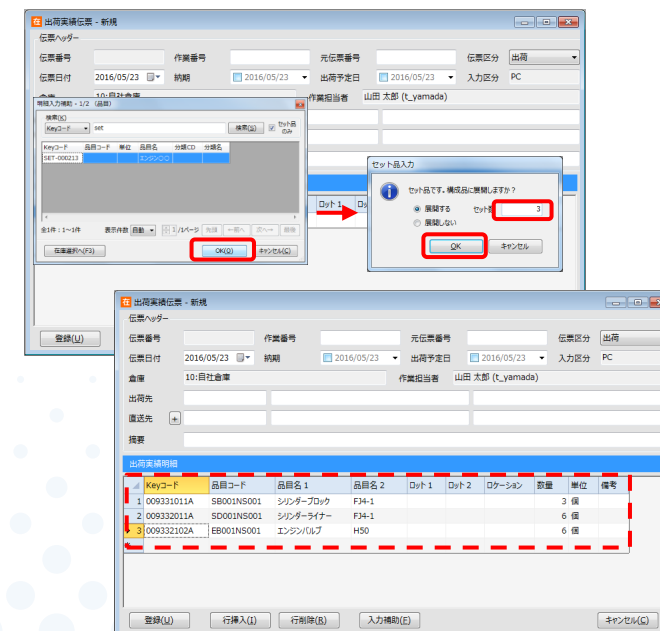 在 出荷実績伝票 - 新規
伝票ヘッダー
伝票番号 作業番号 元伝票番号 伝票区分 出荷
伝票日付 2016/05/23 納期 2016/05/23 出荷予定日 2016/05/23 入力区分 PC
作業担当者 山田 太郎 (t_yamada)
明細入力補助 - 1/2 (品目)
検索(K)
Keyコード set 検索(S) セット品のみ
Keyコード 品目コード 単位 品目名 分類CD 分類名
SET-000213 エンジン○○
全1件：1～1件 表示件数 自動 1 /1ページ 先頭 ←前へ 次へ→ 最後
在庫選択へ(F3) OK(O) キャンセル(C)
ロット1
セット品入力
セット品です。構成品に展開しますか？
展開する セット数 3
展開しない
OK キャンセル
登録(U)
在 出荷実績伝票 - 新規
伝票ヘッダー
伝票番号 作業番号 元伝票番号 伝票区分 出荷
伝票日付 2016/05/23 納期 2016/05/23 出荷予定日 2016/05/23 入力区分 PC
倉庫 10:自社倉庫 作業担当者 山田 太郎 (t_yamada)
出荷先
直送先 +
摘要
出荷実績明細
Keyコード 品目コード 品目名1 品目名2 ロット1 ロット2 ロケーション 数量 単位 備考
1 009331011A SB001NS001 シリンダーブロック FJ4-1 3 個
2 009332011A SD001NS001 シリンダーライナー FJ4-1 6 個
3 009332102A EB001NS001 エンジンバルブ H50 6 個
登録(U) 行挿入(I) 行削除(R) 入力補助(F) キャンセル(C)